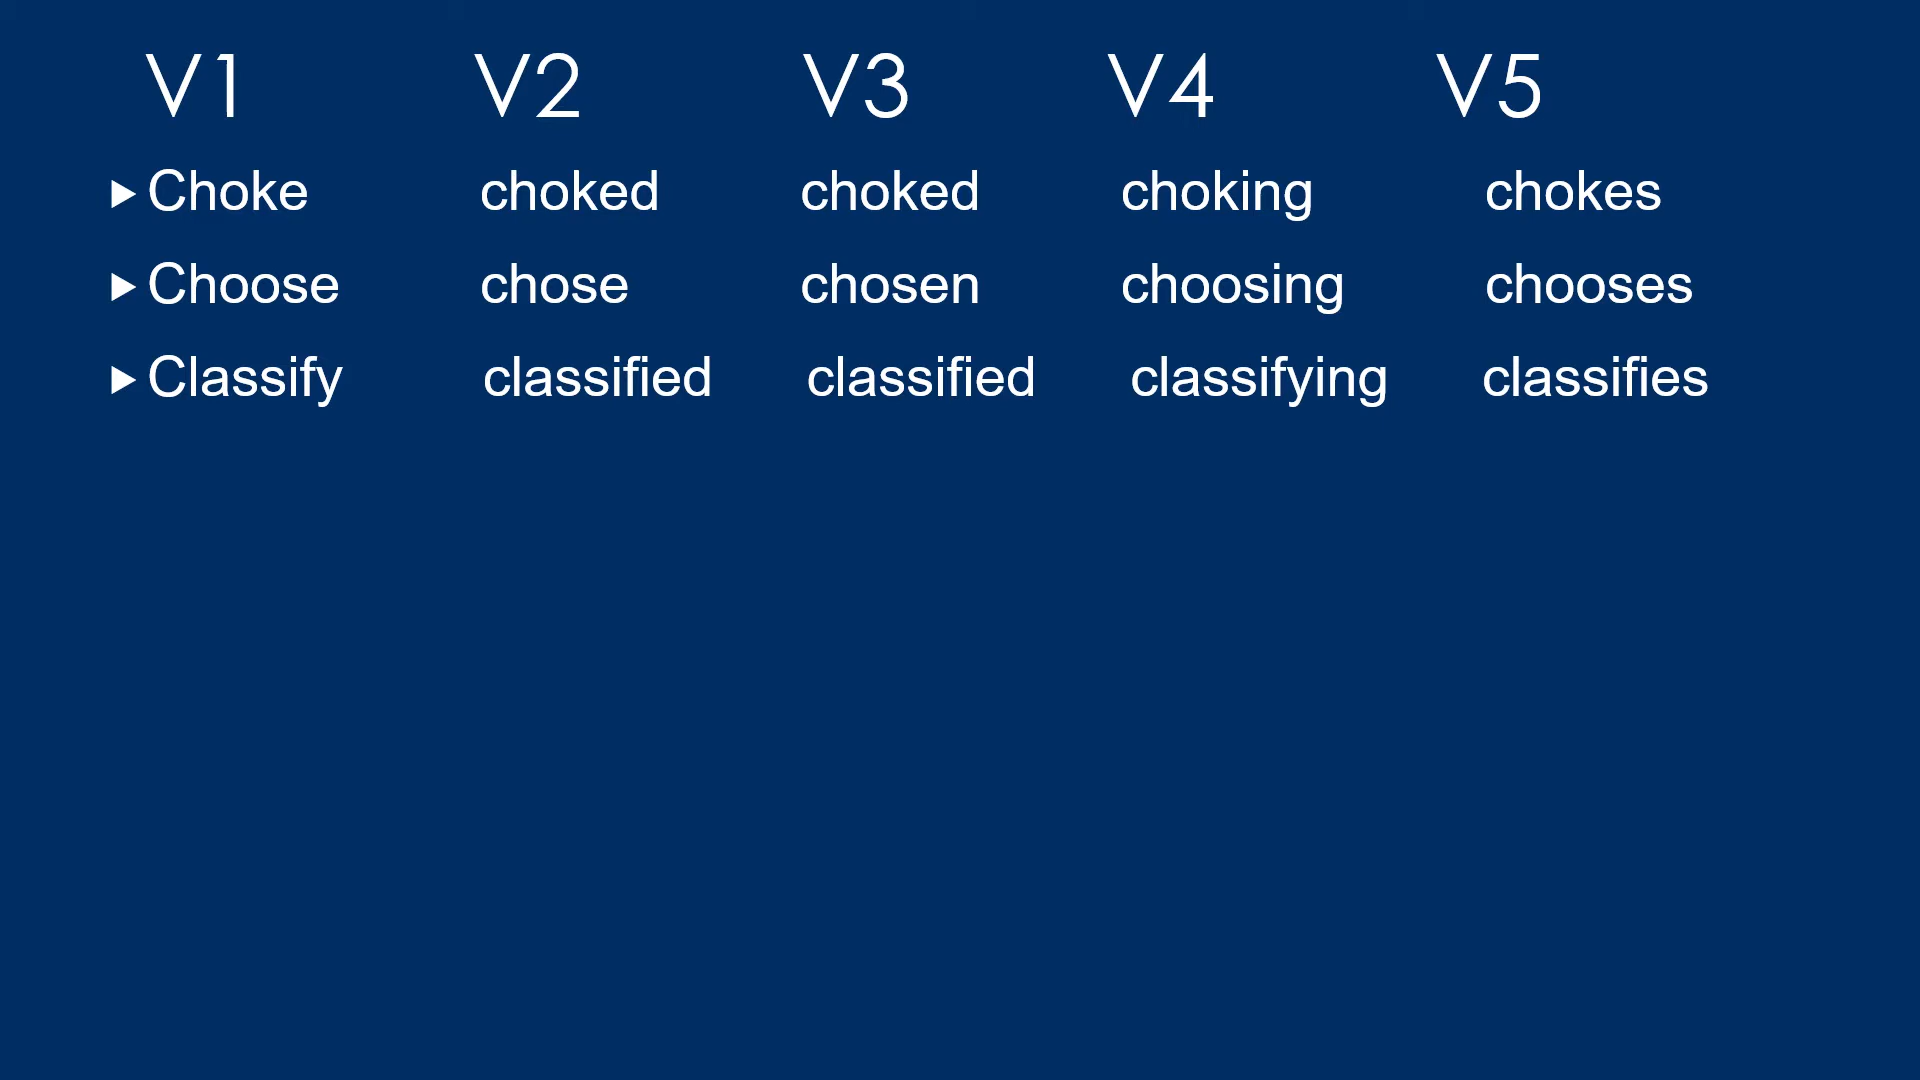 V1 V2 V3 V4 V5
Choke choked choked choking chokes
Choose chose chosen choosing chooses
Classify classified classified classifying classifies